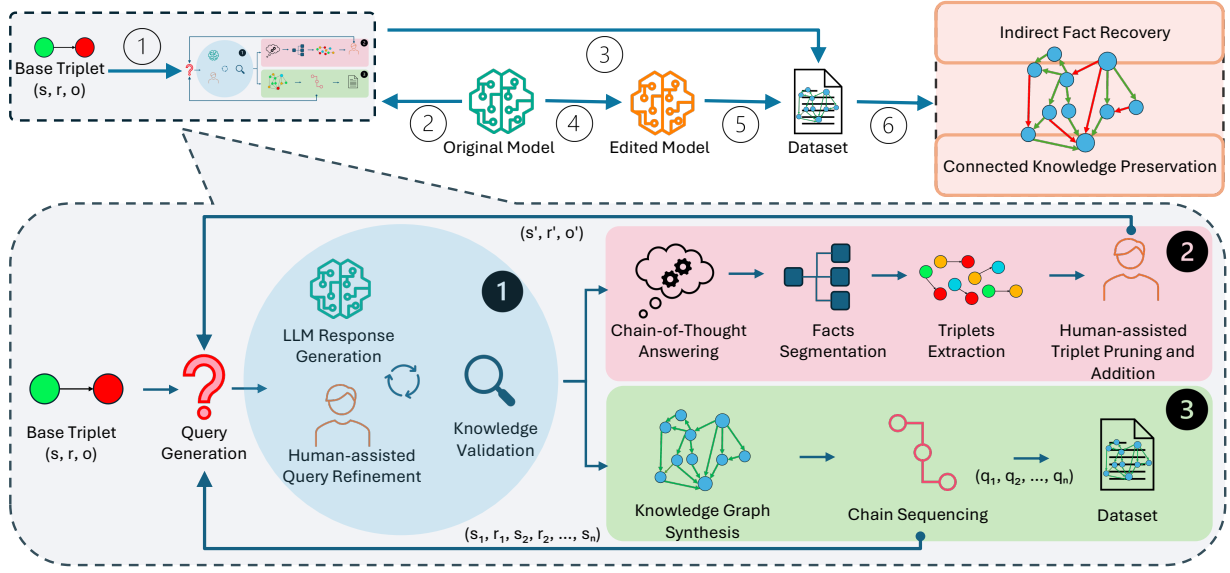 Base Triplet
(s, r, o)
1
2
Original Model
4
3
Edited Model
5
Dataset
6
Indirect Fact Recovery
Connected Knowledge Preservation
(s', r', o')
Base Triplet
(s, r, o)
?
Query
Generation
1
LLM Response
Generation
Human-assisted
Query Refinement
Knowledge
Validation
2
Chain-of-Thought
Answering
Facts
Segmentation
Triplets
Extraction
Human-assisted
Triplet Pruning and
Addition
3
Knowledge Graph
Synthesis
Chain Sequencing
(q₁, q₂, ..., qₙ)
Dataset
(s₁, r₁, s₂, r₂, ..., sₙ)